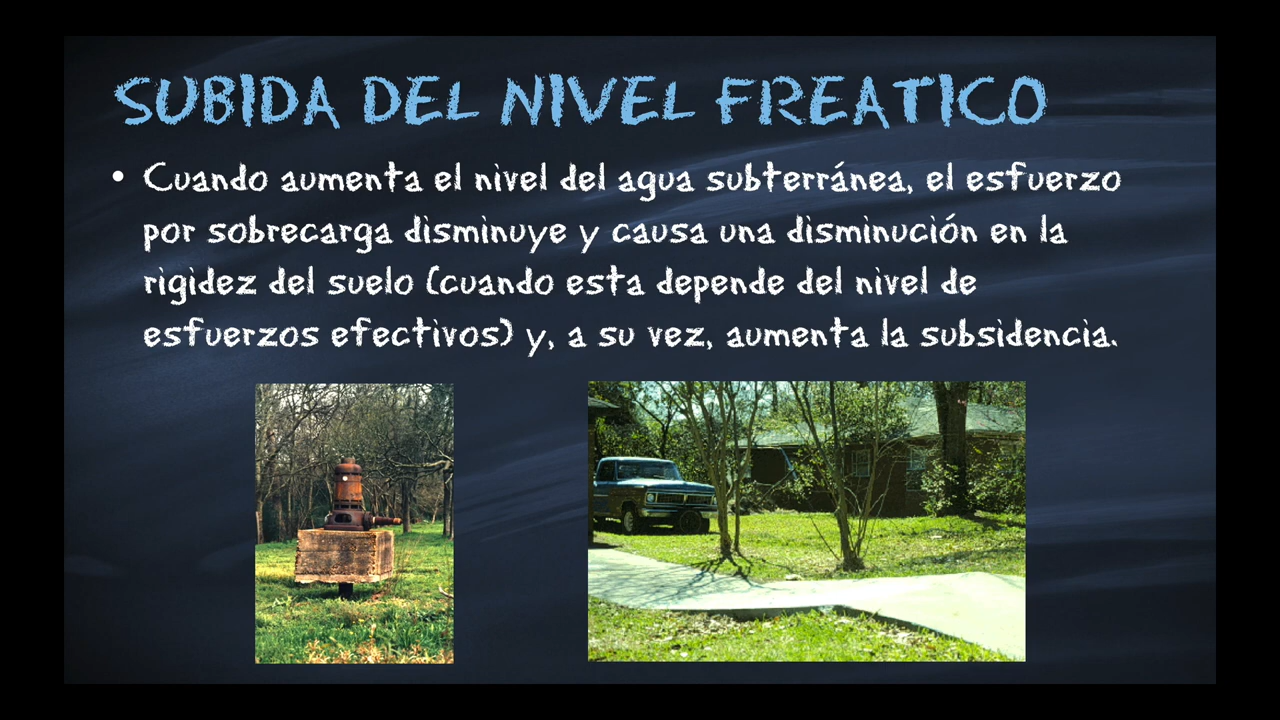 SUBIDA DEL NIVEL FREATICO
• Cuando aumenta el nivel del agua subterránea, el esfuerzo
por sobrecarga disminuye y causa una disminución en la
rigidez del suelo (cuando esta depende del nivel de
esfuerzos efectivos) y, a su vez, aumenta la subsidencia.